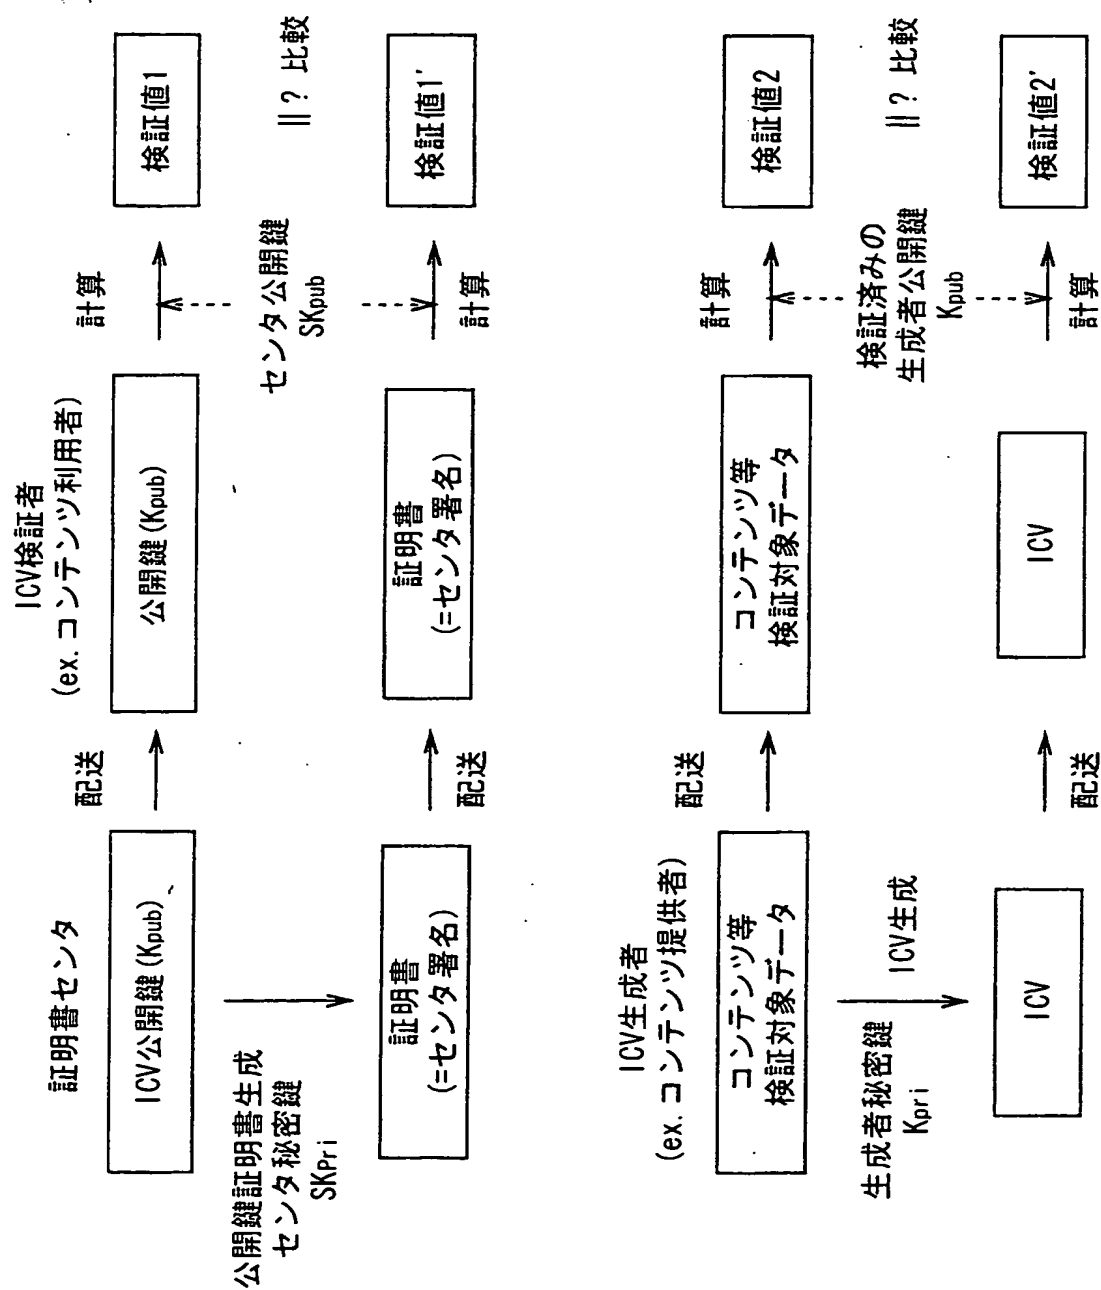 証明書センタ
ICV公開鍵(Kpub)
公開鍵証明書生成
センタ秘密鍵
SKPri
証明書
(=センタ署名)
配送
配送
ICV検証者
(ex. コンテンツ利用者)
公開鍵(Kpub)
証明書
(=センタ署名)
計算
センタ公開鍵
SKpub
計算
検証値1
=? 比較
検証値1'
ICV生成者
(ex. コンテンツ提供者)
コンテンツ等
検証対象データ
生成者秘密鍵
Kpri
ICV生成
ICV
配送
配送
コンテンツ等
検証対象データ
ICV
計算
検証済みの
生成者公開鍵
Kpub
計算
検証値2
=? 比較
検証値2'